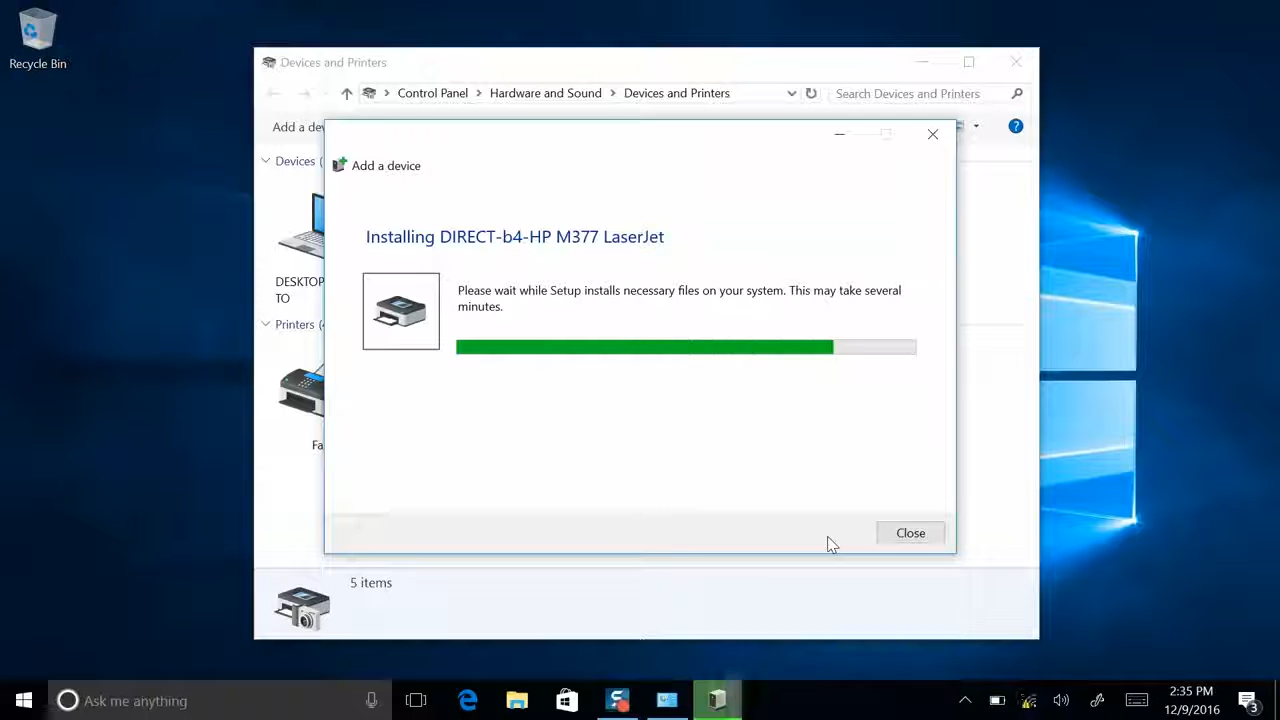 Recycle Bin
Devices and Printers
Control Panel > Hardware and Sound > Devices and Printers
Search Devices and Printers
Add a de
?
Devices (
Add a device
Installing DIRECT-b4-HP M377 LaserJet
Please wait while Setup installs necessary files on your system. This may take several
minutes.
DESKTOP
TO
Printers (4
Fa
Close
5 items
Ask me anything
2:35 PM
12/9/2016
3